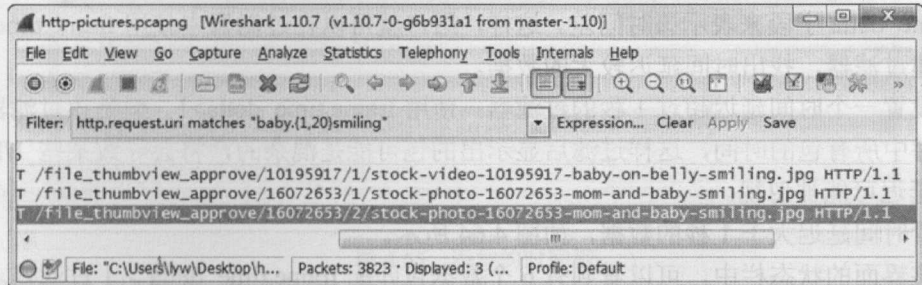 http-pictures.pcapng [Wireshark 1.10.7 (v1.10.7-0-g6b931a1 from master-1.10)]
File Edit View Go Capture Analyze Statistics Telephony Tools Internals Help
Filter: http.request.uri matches "baby.{1,20}smiling" Expression... Clear Apply Save
T /file_thumbview_approve/10195917/1/stock-video-10195917-baby-on-belly-smiling.jpg HTTP/1.1
T /file_thumbview_approve/16072653/1/stock-photo-16072653-mom-and-baby-smiling.jpg HTTP/1.1
T /file_thumbview_approve/16072653/2/stock-photo-16072653-mom-and-baby-smiling.jpg HTTP/1.1
File: "C:\Users\lyw\Desktop\h... Packets: 3823 · Displayed: 3 (... Profile: Default